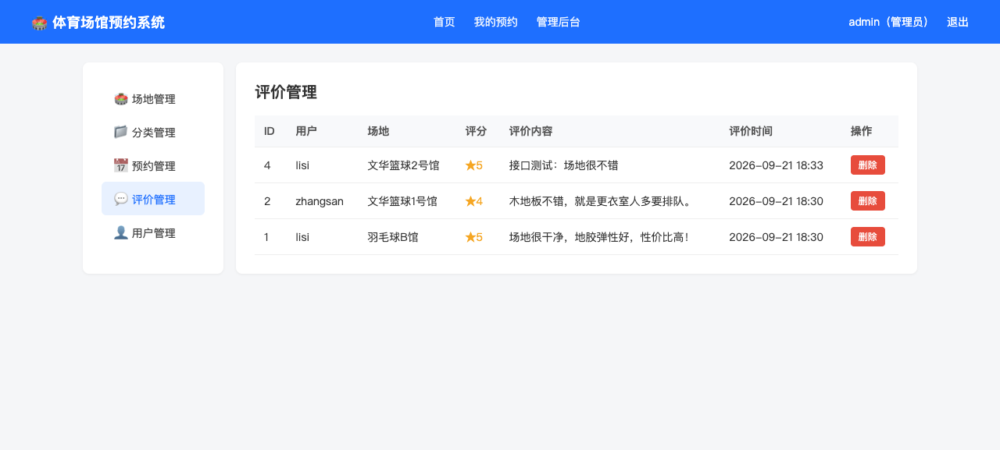 体育场馆预约系统 首页 我的预约 管理后台 admin（管理员） 退出
场地管理
分类管理
预约管理
评价管理
用户管理
评价管理
ID 用户 场地 评分 评价内容 评价时间 操作
4 lisi 文华篮球2号馆 ★5 接口测试：场地很不错 2026-09-21 18:33 删除
2 zhangsan 文华篮球1号馆 ★4 木地板不错，就是更衣室人多要排队。 2026-09-21 18:30 删除
1 lisi 羽毛球B馆 ★5 场地很干净，地胶弹性好，性价比高！ 2026-09-21 18:30 删除